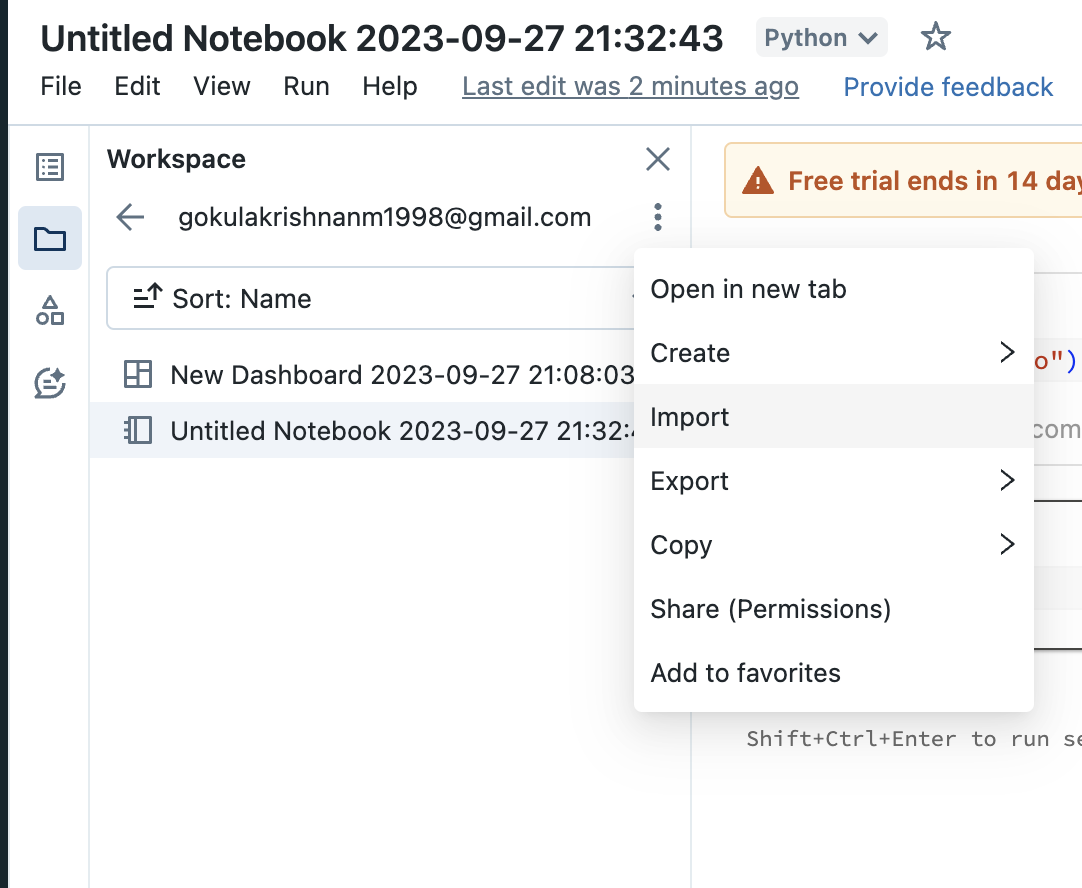 Untitled Notebook 2023-09-27 21:32:43 Python
File Edit View Run Help Last edit was 2 minutes ago Provide feedback
Workspace
Free trial ends in 14
gokulakrishnanm1998@gmail.com
Open in new tab
Sort: Name
Create
o")
New Dashboard 2023-09-27 21:08:03
Import
Untitled Notebook 2023-09-27 21:32:
com
Export
Copy
Share (Permissions)
Add to favorites
Shift+Ctrl+Enter to run